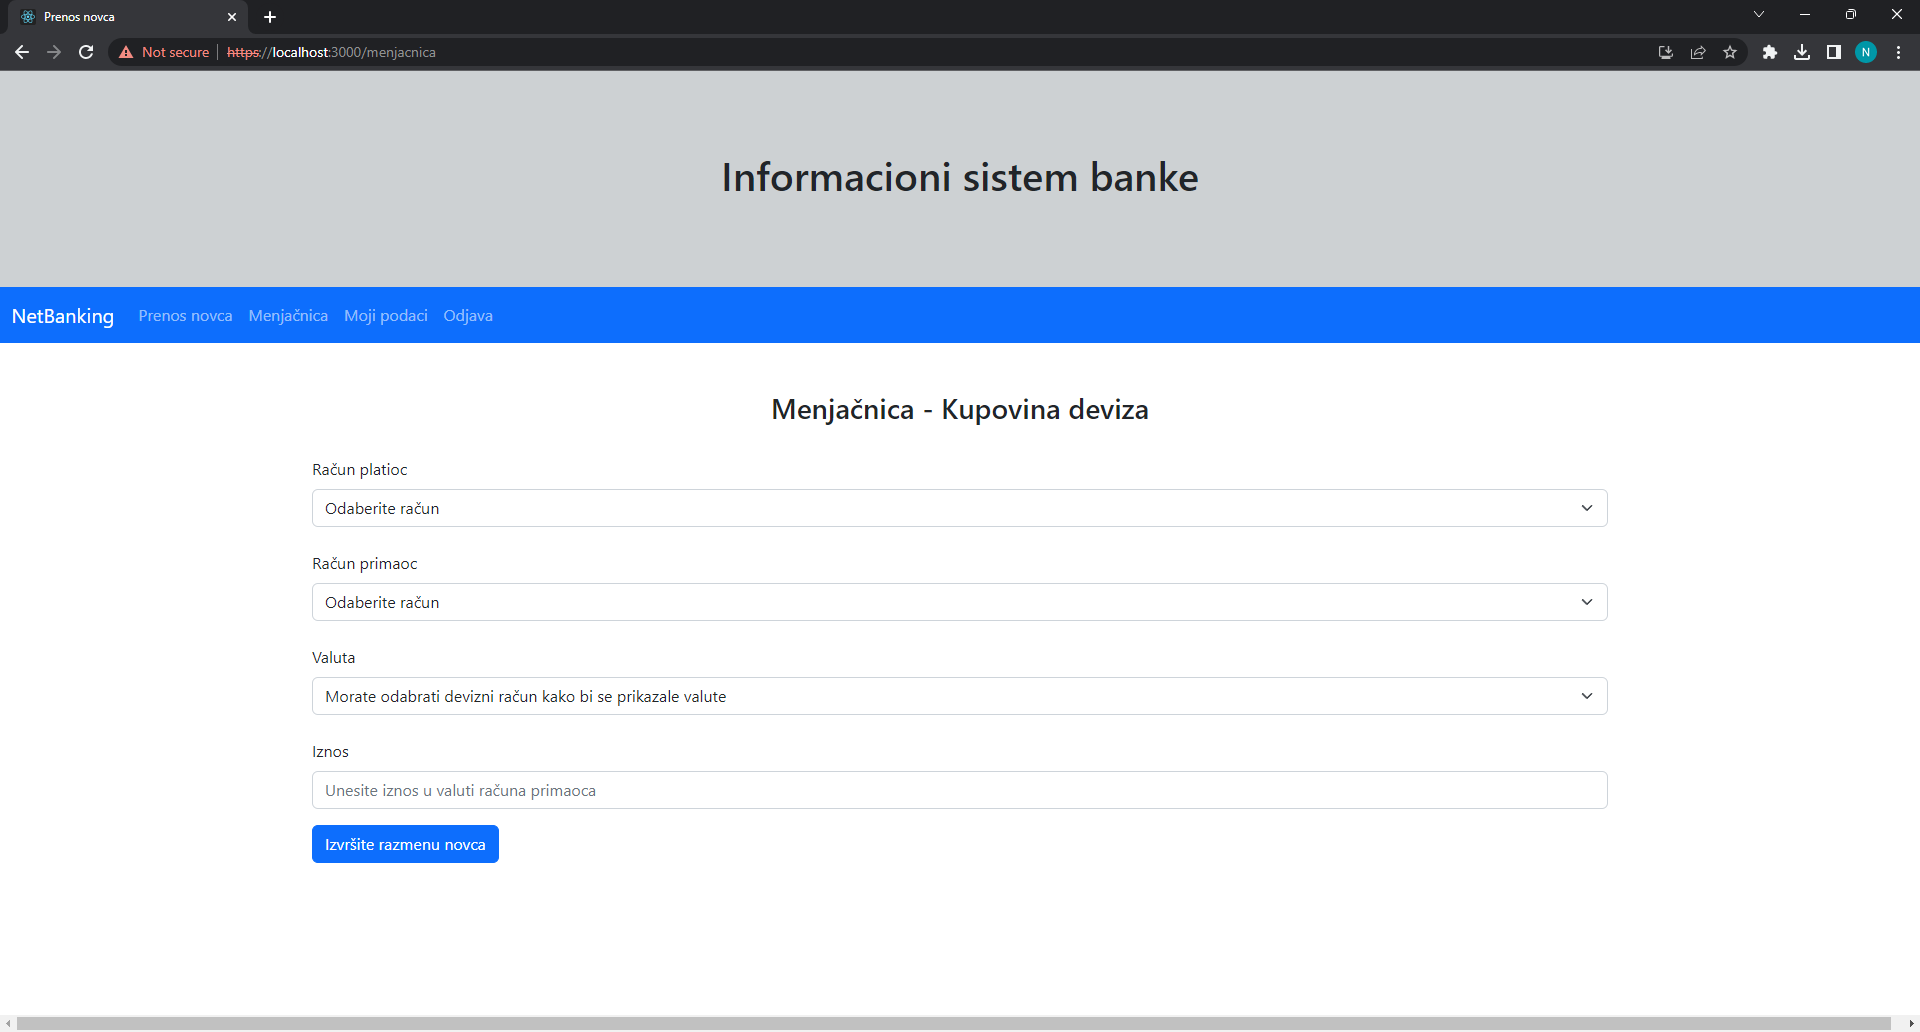 Prenos novca
Not secure https://localhost:3000/menjacnica
N
Informacioni sistem banke
NetBanking Prenos novca Menjačnica Moji podaci Odjava
Menjačnica - Kupovina deviza
Račun platioc
Odaberite račun
Račun primaoc
Odaberite račun
Valuta
Morate odabrati devizni račun kako bi se prikazale valute
Iznos
Unesite iznos u valuti računa primaoca
Izvršite razmenu novca